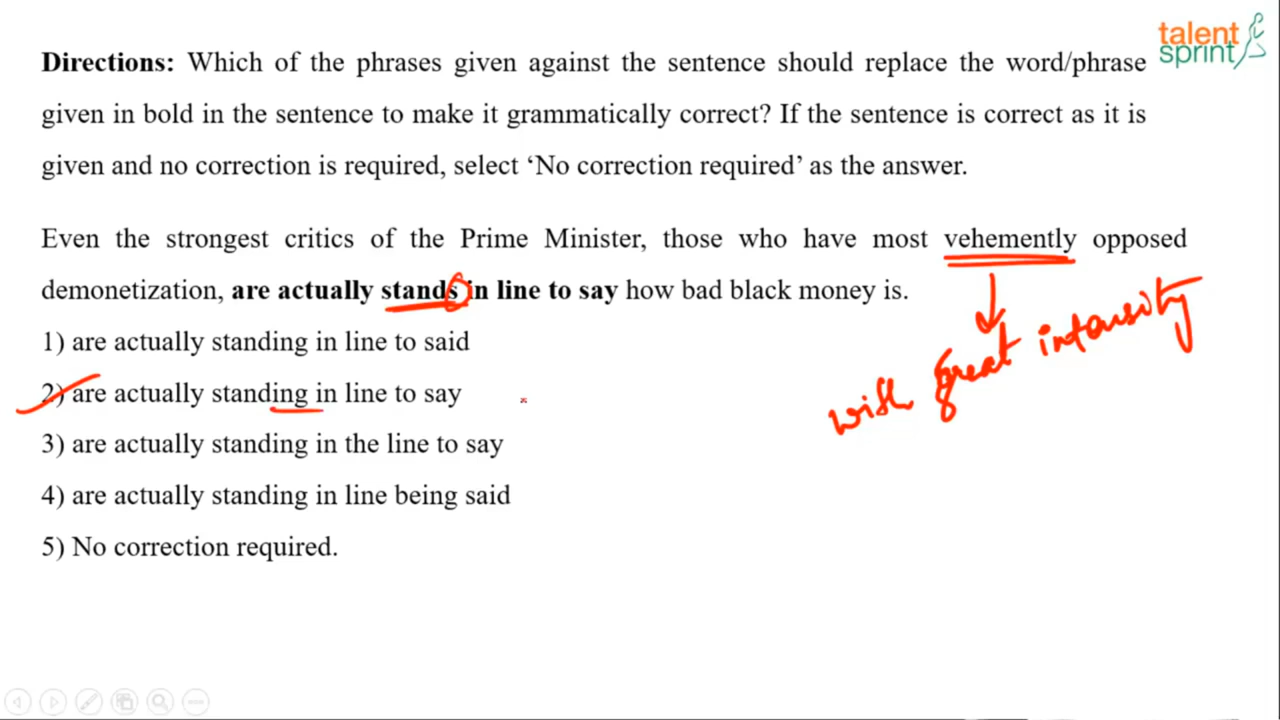 talent
sprint
Directions: Which of the phrases given against the sentence should replace the word/phrase
given in bold in the sentence to make it grammatically correct? If the sentence is correct as it is
given and no correction is required, select ‘No correction required’ as the answer.
Even the strongest critics of the Prime Minister, those who have most vehemently opposed
demonetization, are actually stands in line to say how bad black money is.
1) are actually standing in line to said
2) are actually standing in line to say
3) are actually standing in the line to say
4) are actually standing in line being said
5) No correction required.
with great intensity